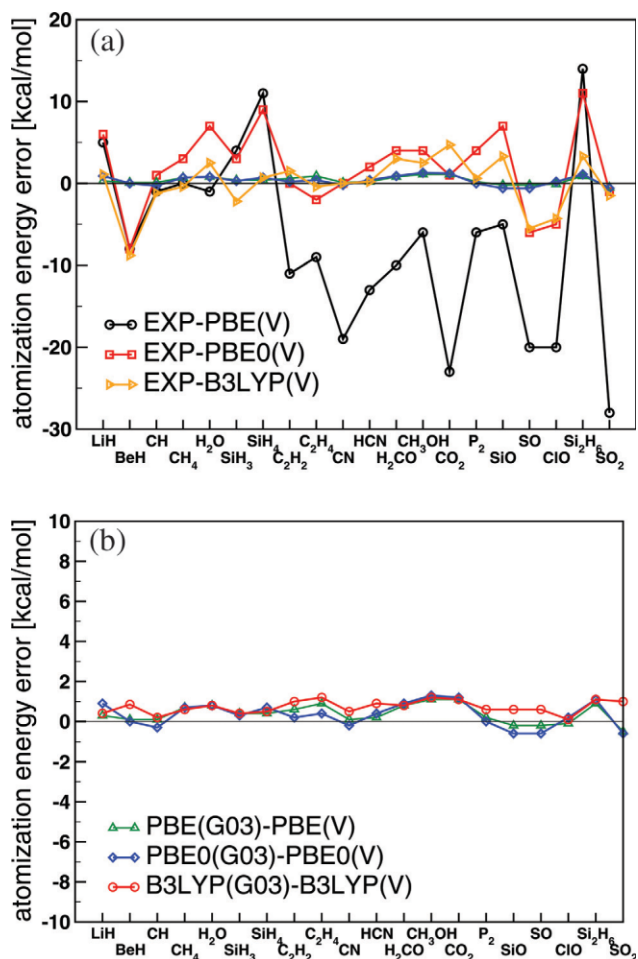 (a)
atomization energy error [kcal/mol]
20
10
0
-10
-20
-30
EXP-PBE(V)
EXP-PBE0(V)
EXP-B3LYP(V)
LiH BeH CH CH₄ H₂O SiH₃ SiH₄ C₂H₂ C₂H₄ CN HCN H₂CO CH₃OH CO₂ P₂ SiO SO ClO Si₂H₆ SO₂
(b)
atomization energy error [kcal/mol]
10
8
6
4
2
0
-2
-4
-6
-8
-10
PBE(G03)-PBE(V)
PBE0(G03)-PBE0(V)
B3LYP(G03)-B3LYP(V)
LiH BeH CH CH₄ H₂O SiH₃ SiH₄ C₂H₂ C₂H₄ CN HCN H₂CO CH₃OH CO₂ P₂ SiO SO ClO Si₂H₆ SO₂